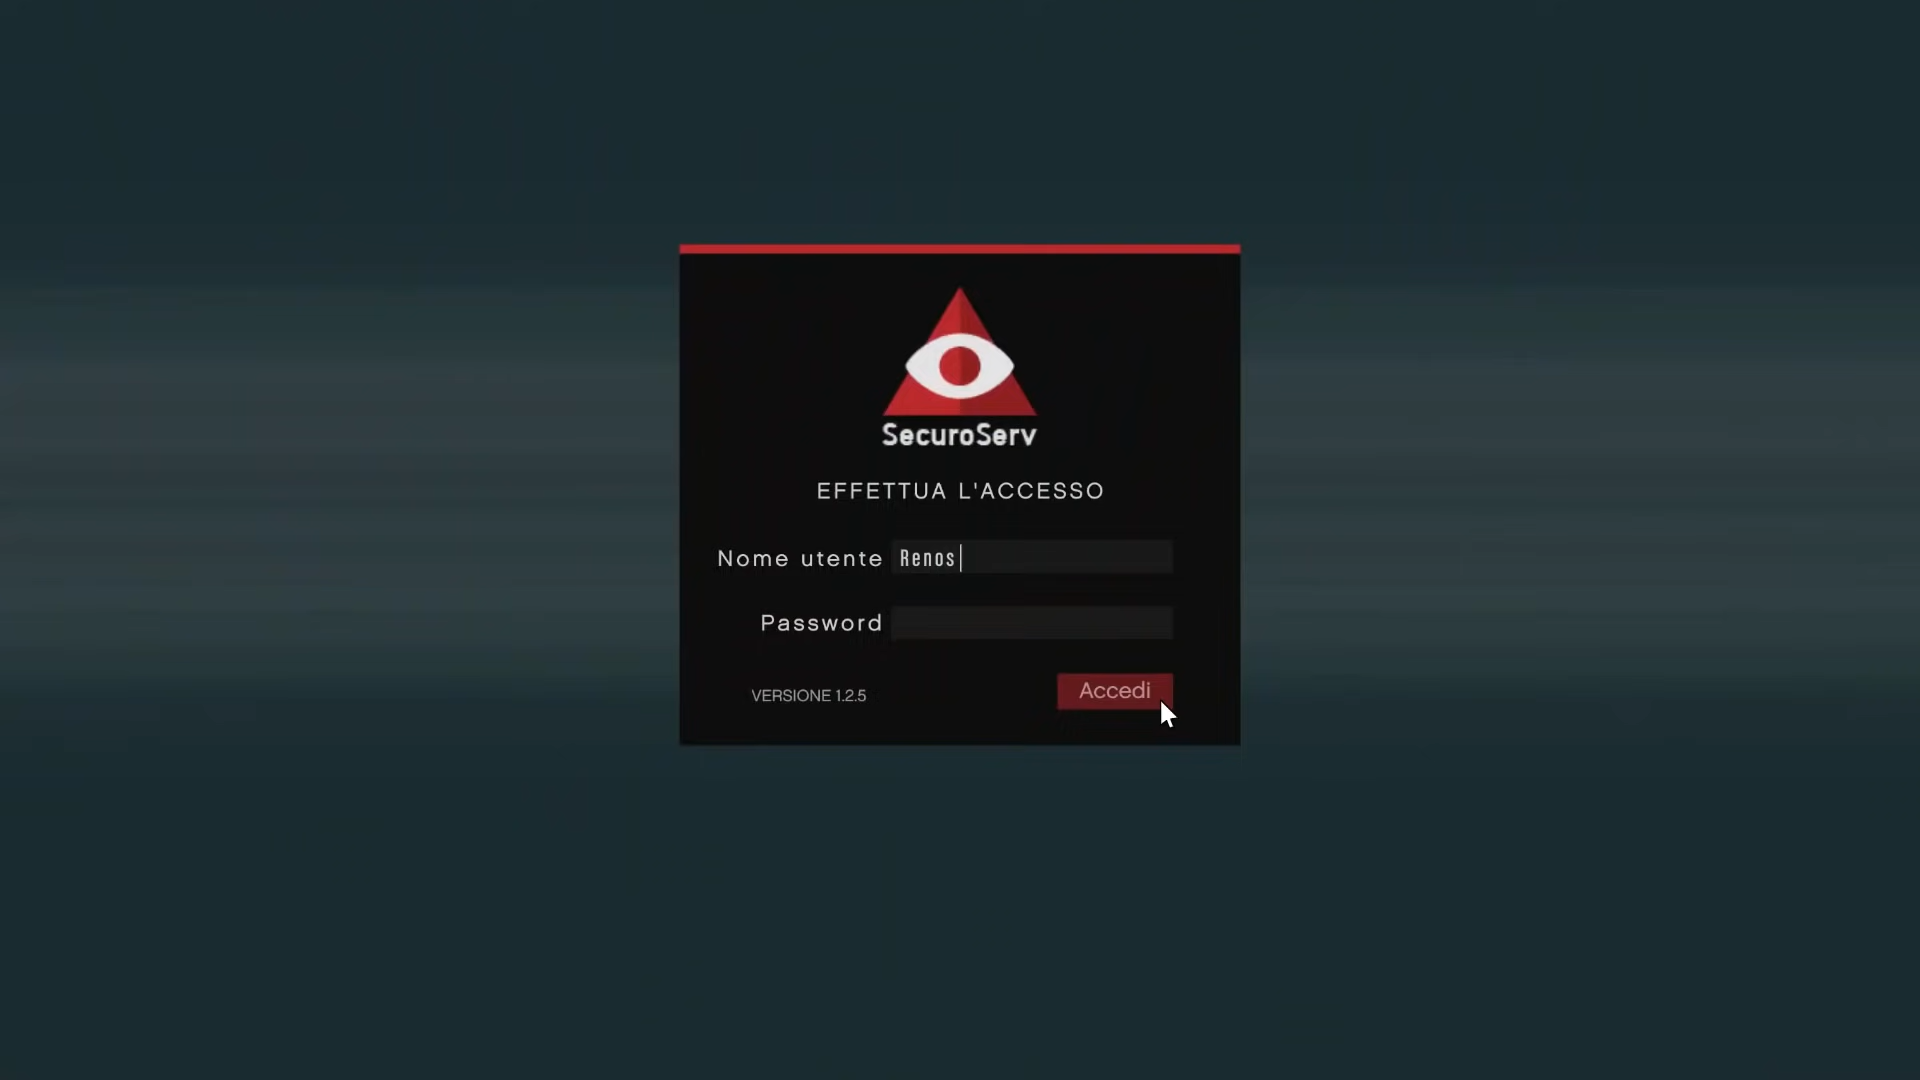 SecuroServ
EFFETTUA L'ACCESSO
Nome utente Renos
Password
VERSIONE 1.2.5 Accedi